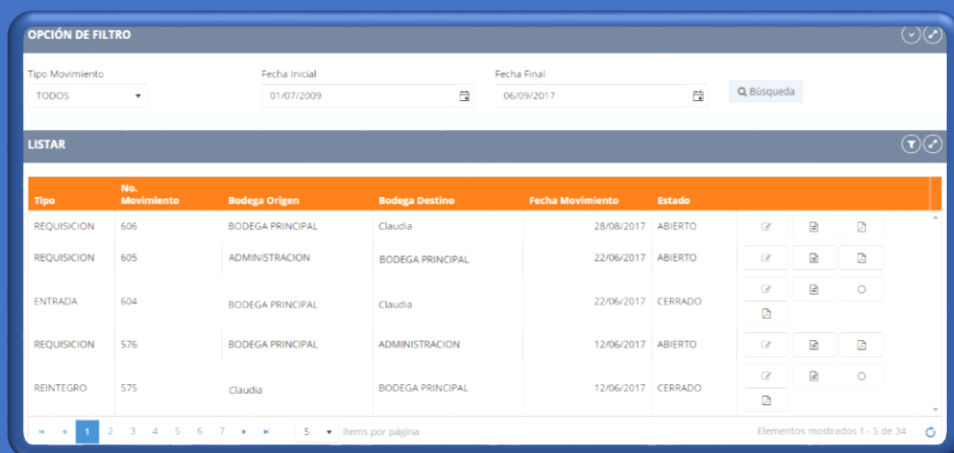 OPCIÓN DE FILTRO
Tipo Movimiento Fecha Inicial Fecha Final
TODOS 01/07/2009 06/09/2017 Búsqueda
LISTAR
Tipo No. Movimiento Bodega Origen Bodega Destino Fecha Movimiento Estado
REQUISICION 606 BODEGA PRINCIPAL Claudia 28/08/2017 ABIERTO
REQUISICION 605 ADMINISTRACION BODEGA PRINCIPAL 22/06/2017 ABIERTO
ENTRADA 604 BODEGA PRINCIPAL Claudia 22/06/2017 CERRADO
REQUISICION 576 BODEGA PRINCIPAL ADMINISTRACION 12/06/2017 ABIERTO
REINTEGRO 575 Claudia BODEGA PRINCIPAL 12/06/2017 CERRADO
1 2 3 4 5 6 7 5 ítems por página Elementos mostrados 1 - 5 de 34